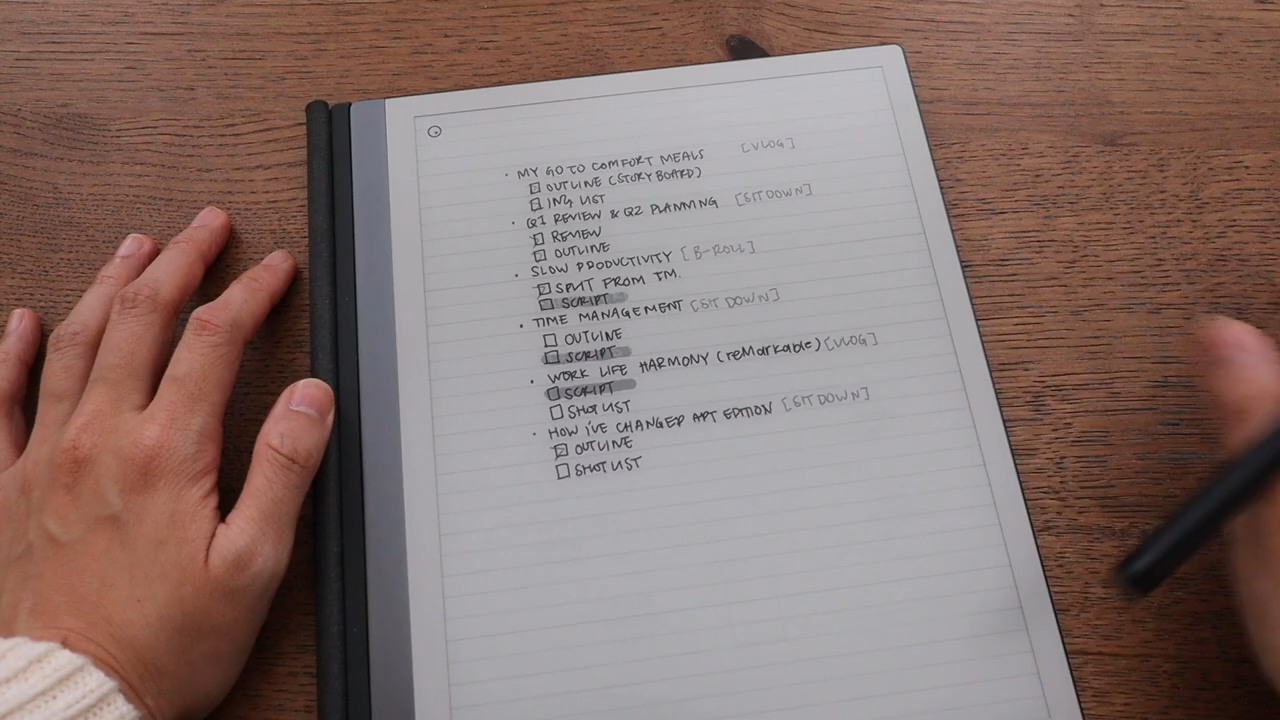 · MY GO TO COMFORT MEALS [VLOG]
OUTLINE (STORYBOARD)
ING LIST
· Q1 REVIEW & Q2 PLANNING [SIT DOWN]
REVIEW
OUTLINE
· SLOW PRODUCTIVITY [B-ROLL]
SPLIT FROM TM.
SCRIPT
· TIME MANAGEMENT [SIT DOWN]
OUTLINE
SCRIPT
· WORK LIFE HARMONY (reMarkable) [VLOG]
SCRIPT
SHOT LIST
· HOW I'VE CHANGED APT EDITION [SIT DOWN]
OUTLINE
SHOT LIST